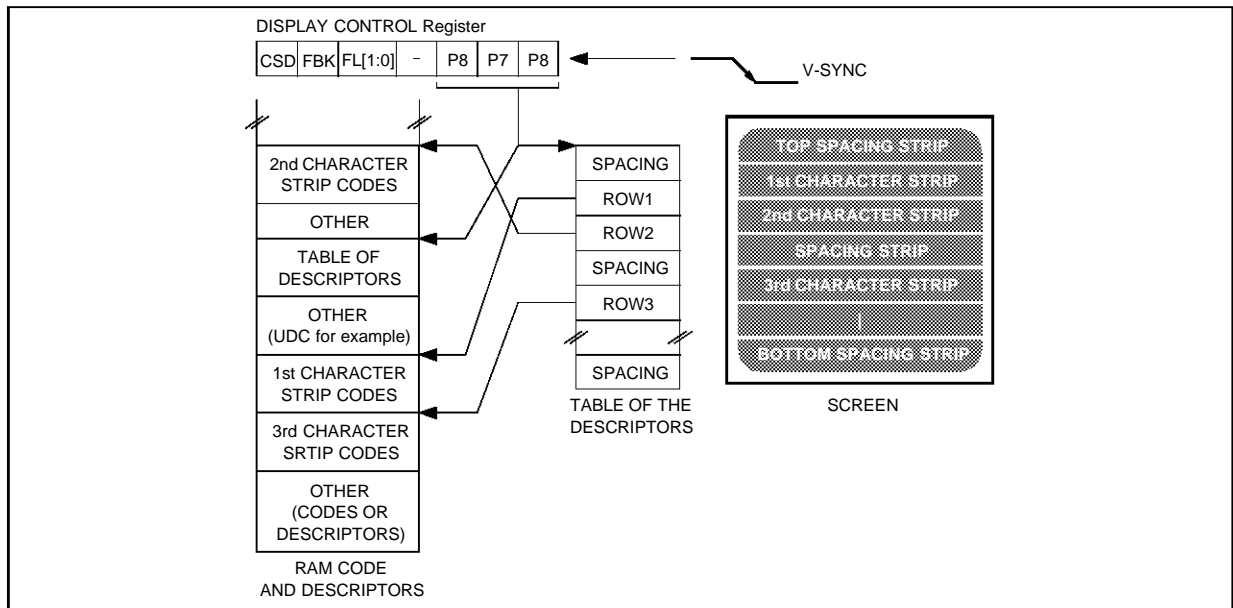 DISPLAY CONTROL Register
CSD FBK FL[1:0] - P8 P7 P8
V-SYNC
2nd CHARACTER
STRIP CODES
OTHER
TABLE OF
DESCRIPTORS
OTHER
(UDC for example)
1st CHARACTER
STRIP CODES
3rd CHARACTER
SRTIP CODES
OTHER
(CODES OR
DESCRIPTORS)
RAM CODE
AND DESCRIPTORS
SPACING
ROW1
ROW2
SPACING
ROW3
SPACING
TABLE OF THE
DESCRIPTORS
TOP SPACING STRIP
1st CHARACTER STRIP
2nd CHARACTER STRIP
SPACING STRIP
3rd CHARACTER STRIP
|
BOTTOM SPACING STRIP
SCREEN